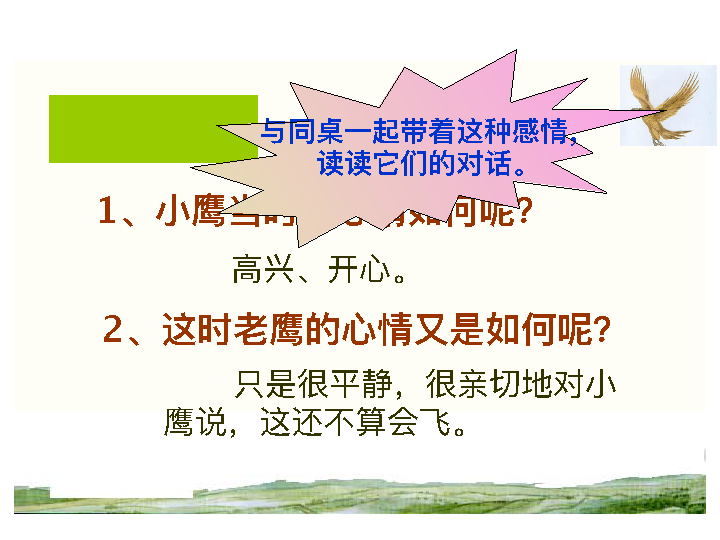 与同桌一起带着这种感情，
读读它们的对话。
1、小鹰当时 心情如何呢？
高兴、开心。
2、这时老鹰的心情又是如何呢？
只是很平静，很亲切地对小
鹰说，这还不算会飞。